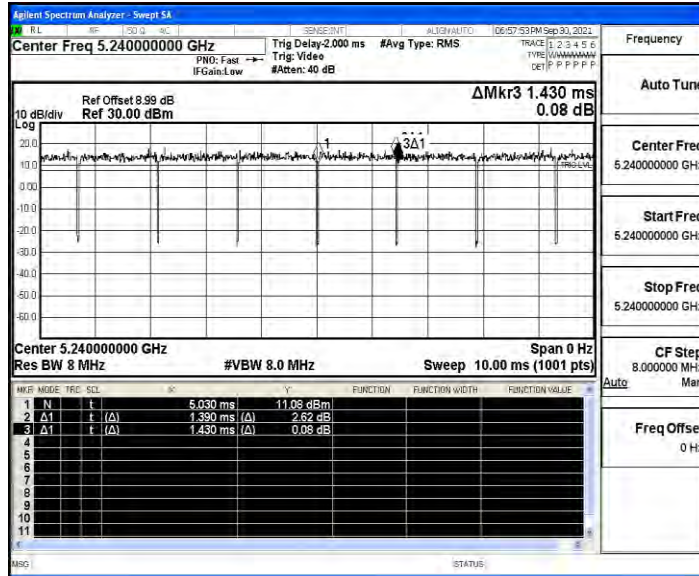 Agilent Spectrum Analyzer - Swept SA
RL RF 50 Ω AC SENSE:INT ALIGN AUTO 06:57:53 PM Sep 30, 2021
Center Freq 5.240000000 GHz
PNO: Fast
IFGain:Low
Trig Delay-2.000 ms
Trig: Video
#Atten: 40 dB
#Avg Type: RMS
TRACE 1 2 3 4 5 6
TYPE WWWWWW
DET P P P P P P
Ref Offset 8.99 dB
Ref 30.00 dBm
10 dB/div
Log
ΔMkr3 1.430 ms
0.08 dB
20.0
10.0
0.00
-10.0
-20.0
-30.0
-40.0
-50.0
-60.0
1
3Δ1
TRIG LVL
Center 5.240000000 GHz
Span 0 Hz
Res BW 8 MHz
#VBW 8.0 MHz
Sweep 10.00 ms (1001 pts)
MKR MODE TRC SCL X Y FUNCTION FUNCTION WIDTH FUNCTION VALUE
1 N t 5.030 ms 11.08 dBm
2 Δ1 t (Δ) 1.390 ms (Δ) 2.62 dB
3 Δ1 t (Δ) 1.430 ms (Δ) 0.08 dB
4
5
6
7
8
9
10
11
MSG
STATUS
Frequency
Auto Tune
Center Freq
5.240000000 GHz
Start Freq
5.240000000 GHz
Stop Freq
5.240000000 GHz
CF Step
8.000000 MHz
Auto Man
Freq Offset
0 Hz